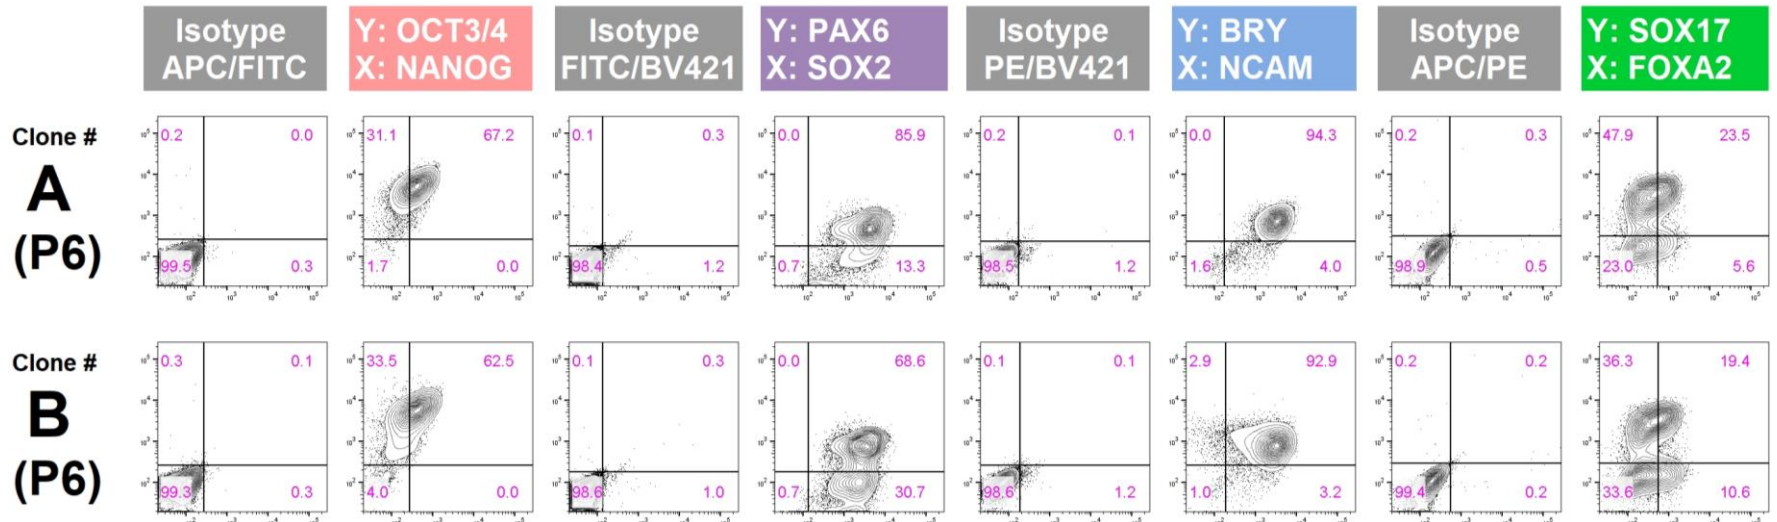 Isotype
APC/FITC
Y: OCT3/4
X: NANOG
Isotype
FITC/BV421
Y: PAX6
X: SOX2
Isotype
PE/BV421
Y: BRY
X: NCAM
Isotype
APC/PE
Y: SOX17
X: FOXA2
Clone #
A
(P6)
0.2 0.0
99.5 0.3
31.1 67.2
1.7 0.0
0.1 0.3
98.4 1.2
0.0 85.9
0.7 13.3
0.2 0.1
98.5 1.2
0.0 94.3
1.6 4.0
0.2 0.3
98.9 0.5
47.9 23.5
23.0 5.6
Clone #
B
(P6)
0.3 0.1
99.3 0.3
33.5 62.5
4.0 0.0
0.1 0.3
98.6 1.0
0.0 68.6
0.7 30.7
0.1 0.1
98.6 1.2
2.9 92.9
1.0 3.2
0.2 0.2
99.4 0.2
36.3 19.4
33.6 10.6